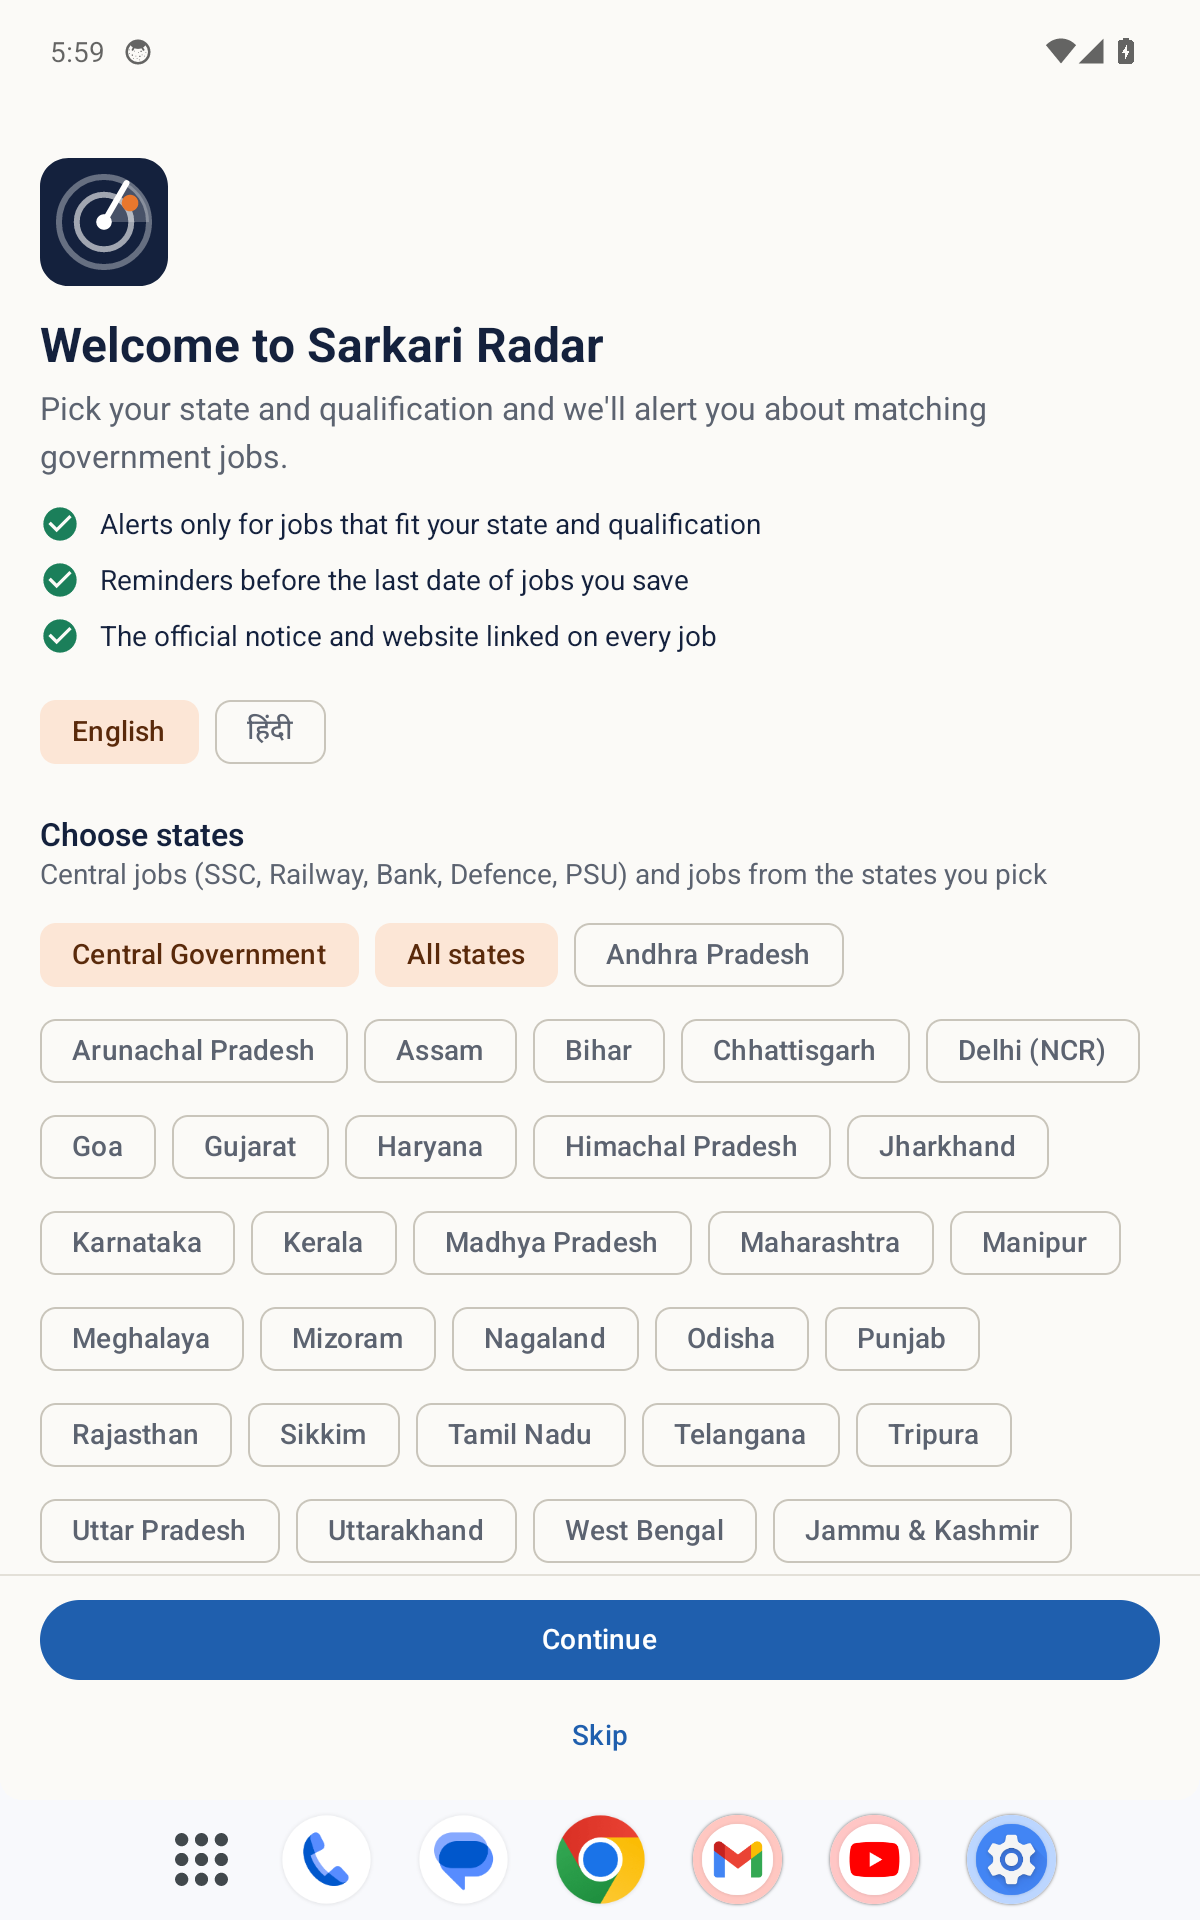 5:59
Welcome to Sarkari Radar
Pick your state and qualification and we'll alert you about matching
government jobs.
Alerts only for jobs that fit your state and qualification
Reminders before the last date of jobs you save
The official notice and website linked on every job
English हिंदी
Choose states
Central jobs (SSC, Railway, Bank, Defence, PSU) and jobs from the states you pick
Central Government All states Andhra Pradesh
Arunachal Pradesh Assam Bihar Chhattisgarh Delhi (NCR)
Goa Gujarat Haryana Himachal Pradesh Jharkhand
Karnataka Kerala Madhya Pradesh Maharashtra Manipur
Meghalaya Mizoram Nagaland Odisha Punjab
Rajasthan Sikkim Tamil Nadu Telangana Tripura
Uttar Pradesh Uttarakhand West Bengal Jammu & Kashmir
Continue
Skip